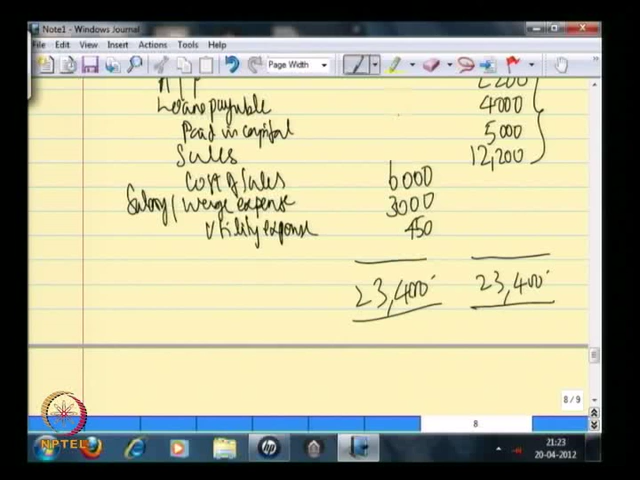 Note1 - Windows Journal
File Edit View Insert Actions Tools Help
Page Width
A/P 2200
Loans payable 4000
Paid in capital 5000
Sales 12,200
Cost of Sales 6000
Salary/Wage expense 3000
Utility expense 450
23,400 23,400
8 / 9
8
NPTEL
21:23
20-04-2012